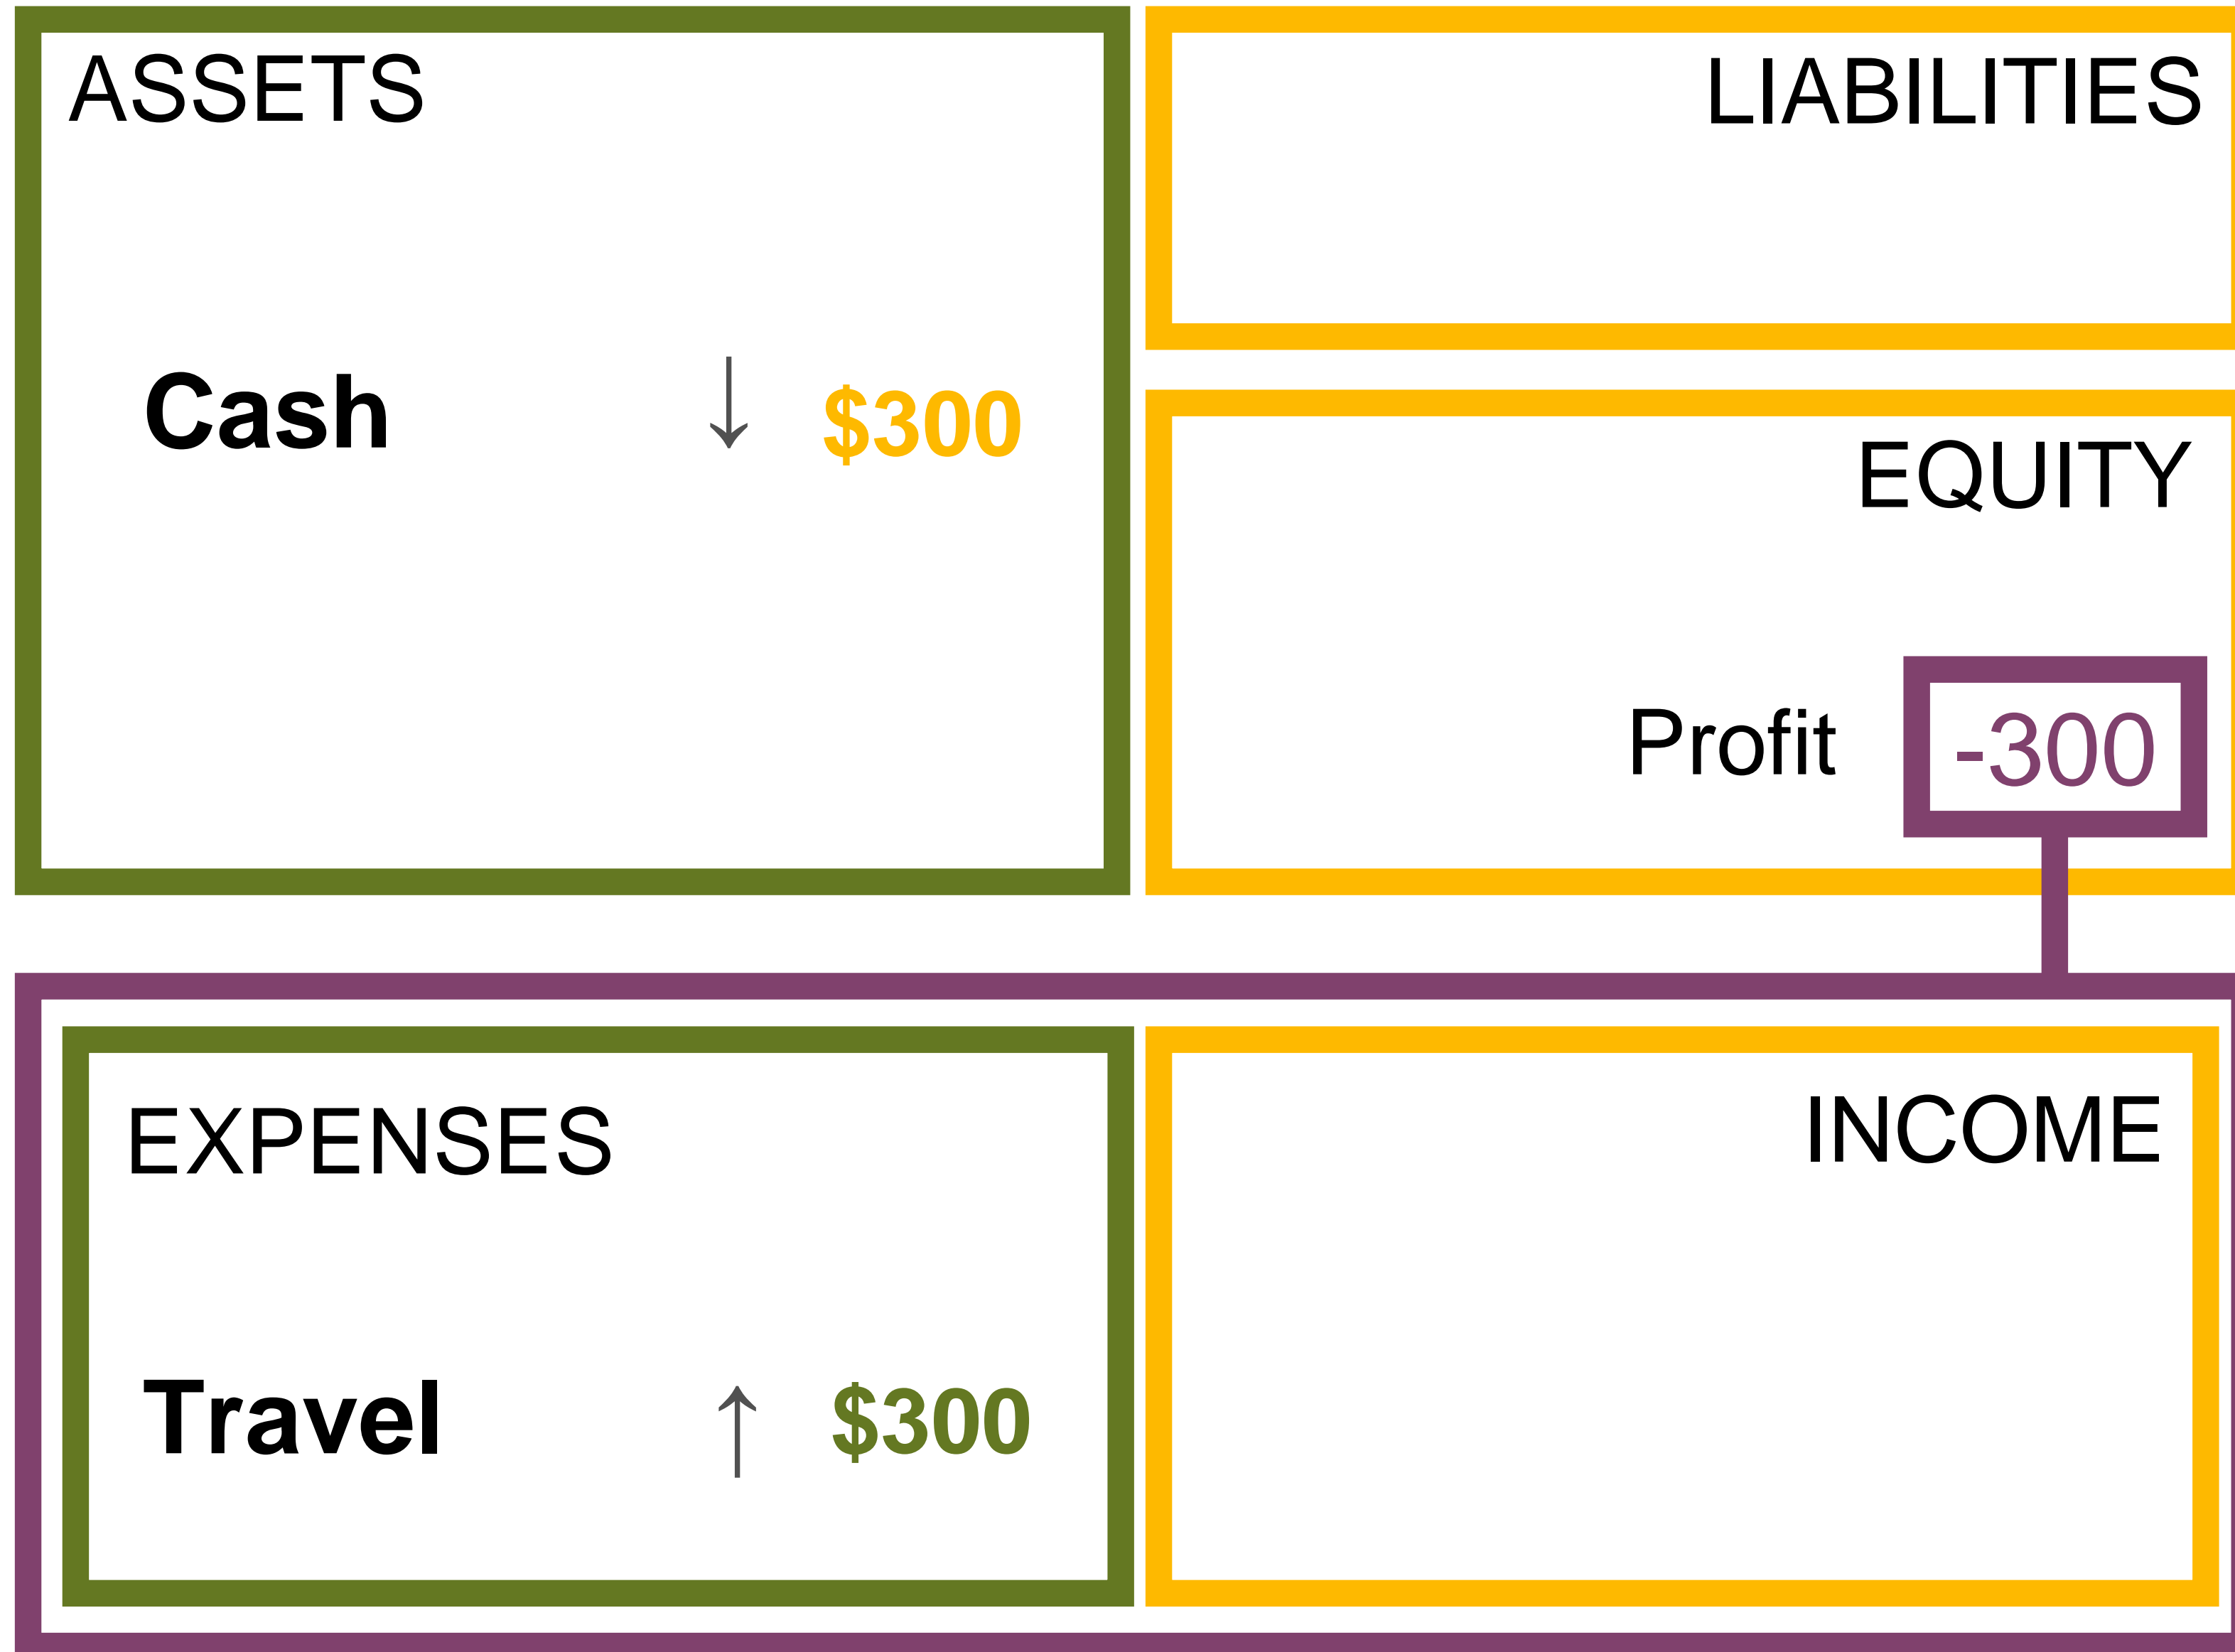 ASSETS
LIABILITIES
Cash ↓ $300
EQUITY
Profit -300
EXPENSES
INCOME
Travel ↑ $300